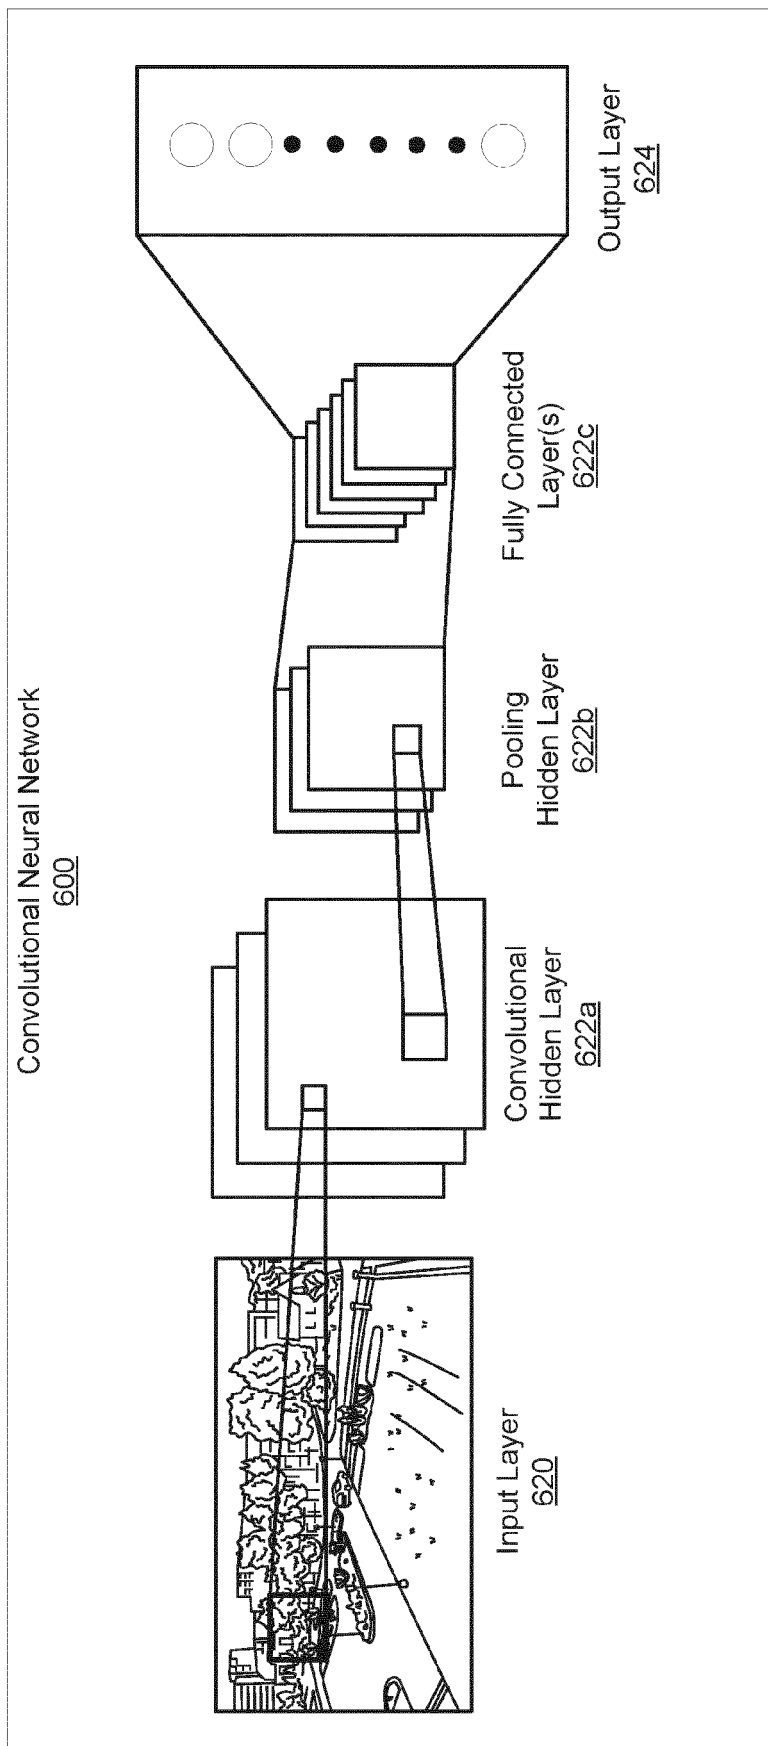 Convolutional Neural Network
600
Input Layer
620
Convolutional
Hidden Layer
622a
Pooling
Hidden Layer
622b
Fully Connected
Layer(s)
622c
Output Layer
624